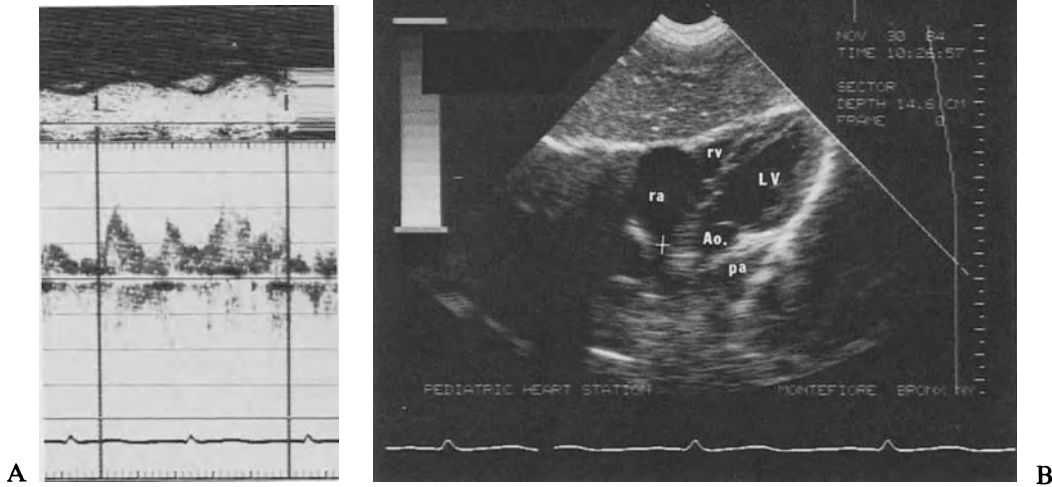 A
NOV 30 84
TIME 10:26:57
SECTOR
DEPTH 14.6 CM
FRAME 0
rv
LV
ra
Ao.
pa
PEDIATRIC HEART STATION
MONTEFIORE BRONX NY
B